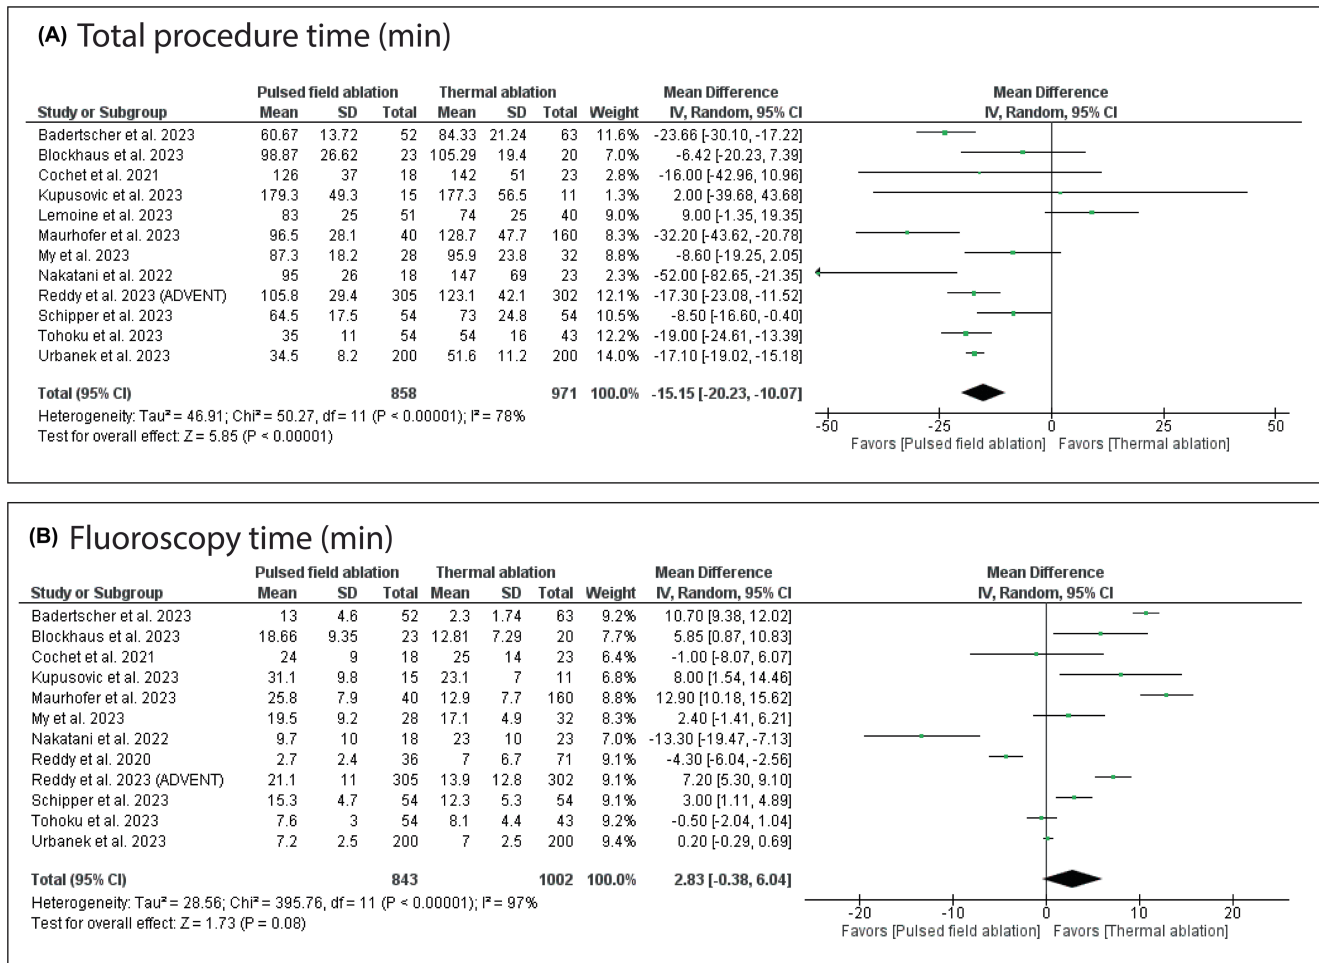 (A) Total procedure time (min)
Pulsed field ablation Thermal ablation Mean Difference Mean Difference
Study or Subgroup Mean SD Total Mean SD Total Weight IV, Random, 95% CI IV, Random, 95% CI
Badertscher et al. 2023 60.67 13.72 52 84.33 21.24 63 11.6% -23.66 [-30.10, -17.22]
Blockhaus et al. 2023 98.87 26.62 23 105.29 19.4 20 7.0% -6.42 [-20.23, 7.39]
Cochet et al. 2021 126 37 18 142 51 23 2.8% -16.00 [-42.96, 10.96]
Kupusovic et al. 2023 179.3 49.3 15 177.3 56.5 11 1.3% 2.00 [-39.68, 43.68]
Lemoine et al. 2023 83 25 51 74 25 40 9.0% 9.00 [-1.35, 19.35]
Maurhofer et al. 2023 96.5 28.1 40 128.7 47.7 160 8.3% -32.20 [-43.62, -20.78]
My et al. 2023 87.3 18.2 28 95.9 23.8 32 8.8% -8.60 [-19.25, 2.05]
Nakatani et al. 2022 95 26 18 147 69 23 2.3% -52.00 [-82.65, -21.35]
Reddy et al. 2023 (ADVENT) 105.8 29.4 305 123.1 42.1 302 12.1% -17.30 [-23.08, -11.52]
Schipper et al. 2023 64.5 17.5 54 73 24.8 54 10.5% -8.50 [-16.60, -0.40]
Tohoku et al. 2023 35 11 54 54 16 43 12.2% -19.00 [-24.61, -13.39]
Urbanek et al. 2023 34.5 8.2 200 51.6 11.2 200 14.0% -17.10 [-19.02, -15.18]
Total (95% CI) 858 971 100.0% -15.15 [-20.23, -10.07]
Heterogeneity: Tau² = 46.91; Chi² = 50.27, df = 11 (P < 0.00001); I² = 78%
Test for overall effect: Z = 5.85 (P < 0.00001)
-50 -25 0 25 50
Favors [Pulsed field ablation] Favors [Thermal ablation]
(B) Fluoroscopy time (min)
Pulsed field ablation Thermal ablation Mean Difference Mean Difference
Study or Subgroup Mean SD Total Mean SD Total Weight IV, Random, 95% CI IV, Random, 95% CI
Badertscher et al. 2023 13 4.6 52 2.3 1.74 63 9.2% 10.70 [9.38, 12.02]
Blockhaus et al. 2023 18.66 9.35 23 12.81 7.29 20 7.7% 5.85 [0.87, 10.83]
Cochet et al. 2021 24 9 18 25 14 23 6.4% -1.00 [-8.07, 6.07]
Kupusovic et al. 2023 31.1 9.8 15 23.1 7 11 6.8% 8.00 [1.54, 14.46]
Maurhofer et al. 2023 25.8 7.9 40 12.9 7.7 160 8.8% 12.90 [10.18, 15.62]
My et al. 2023 19.5 9.2 28 17.1 4.9 32 8.3% 2.40 [-1.41, 6.21]
Nakatani et al. 2022 9.7 10 18 23 10 23 7.0% -13.30 [-19.47, -7.13]
Reddy et al. 2020 2.7 2.4 36 7 6.7 71 9.1% -4.30 [-6.04, -2.56]
Reddy et al. 2023 (ADVENT) 21.1 11 305 13.9 12.8 302 9.1% 7.20 [5.30, 9.10]
Schipper et al. 2023 15.3 4.7 54 12.3 5.3 54 9.1% 3.00 [1.11, 4.89]
Tohoku et al. 2023 7.6 3 54 8.1 4.4 43 9.2% -0.50 [-2.04, 1.04]
Urbanek et al. 2023 7.2 2.5 200 7 2.5 200 9.4% 0.20 [-0.29, 0.69]
Total (95% CI) 843 1002 100.0% 2.83 [-0.38, 6.04]
Heterogeneity: Tau² = 28.56; Chi² = 395.76, df = 11 (P < 0.00001); I² = 97%
Test for overall effect: Z = 1.73 (P = 0.08)
-20 -10 0 10 20
Favors [Pulsed field ablation] Favors [Thermal ablation]